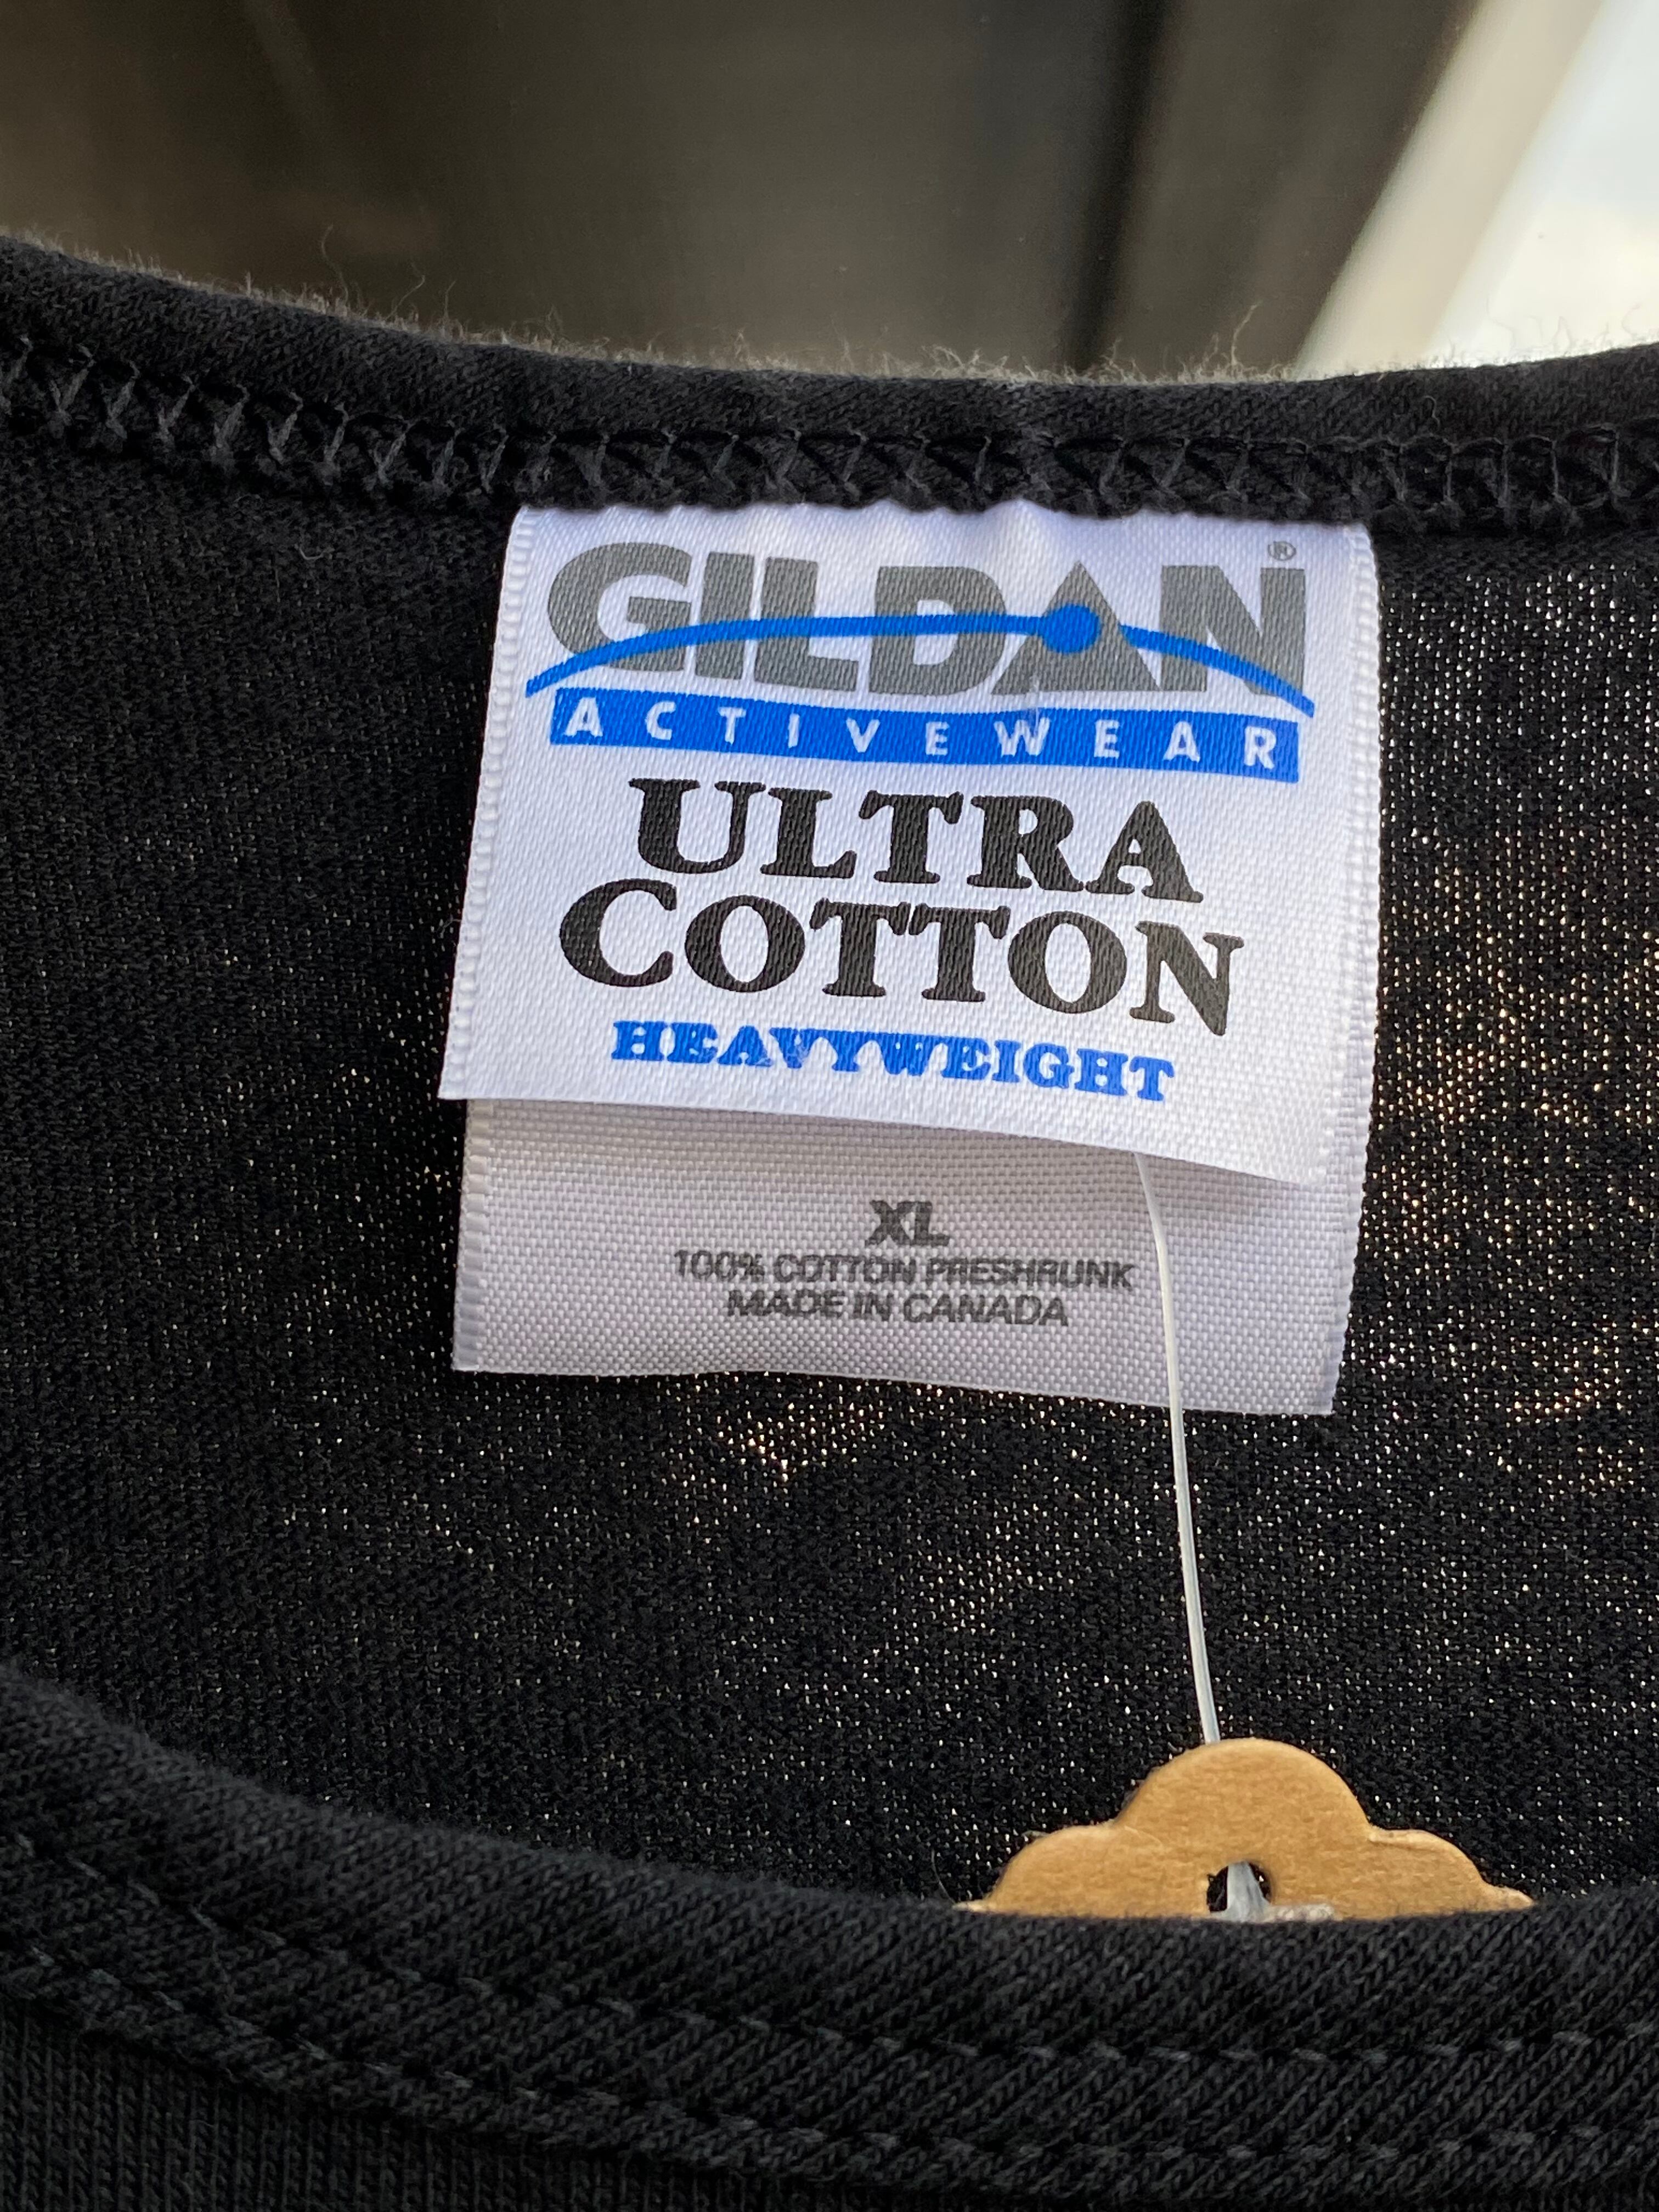 GILDAN®
ACTIVEWEAR
ULTRA
COTTON
HEAVYWEIGHT
XL
100% COTTON PRESHRUNK
MADE IN CANADA